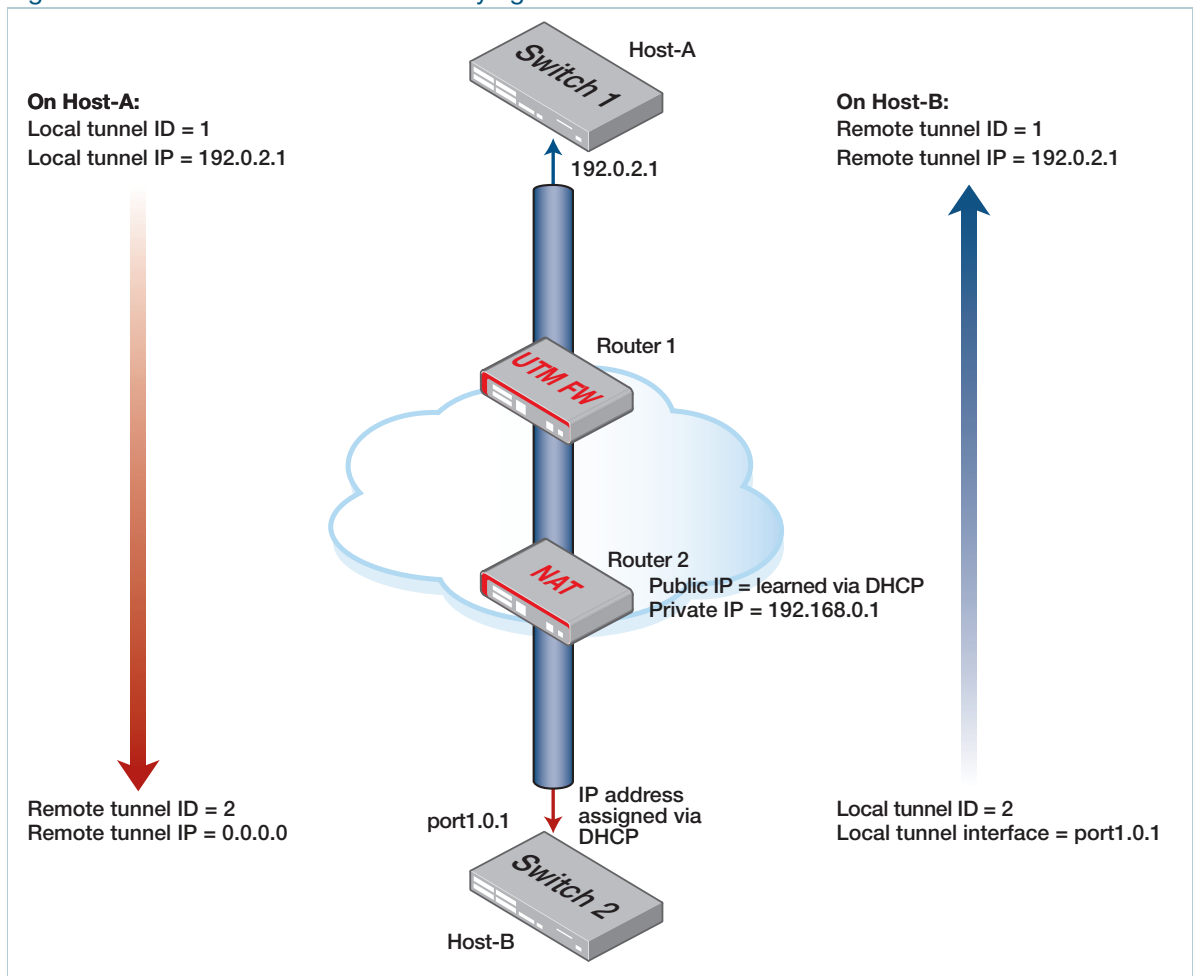 Switch 1
Host-A
On Host-A:
Local tunnel ID = 1
Local tunnel IP = 192.0.2.1
On Host-B:
Remote tunnel ID = 1
Remote tunnel IP = 192.0.2.1
192.0.2.1
Router 1
UTM FW
Router 2
NAT
Public IP = learned via DHCP
Private IP = 192.168.0.1
Remote tunnel ID = 2
Remote tunnel IP = 0.0.0.0
port1.0.1
IP address
assigned via
DHCP
Local tunnel ID = 2
Local tunnel interface = port1.0.1
Switch 2
Host-B